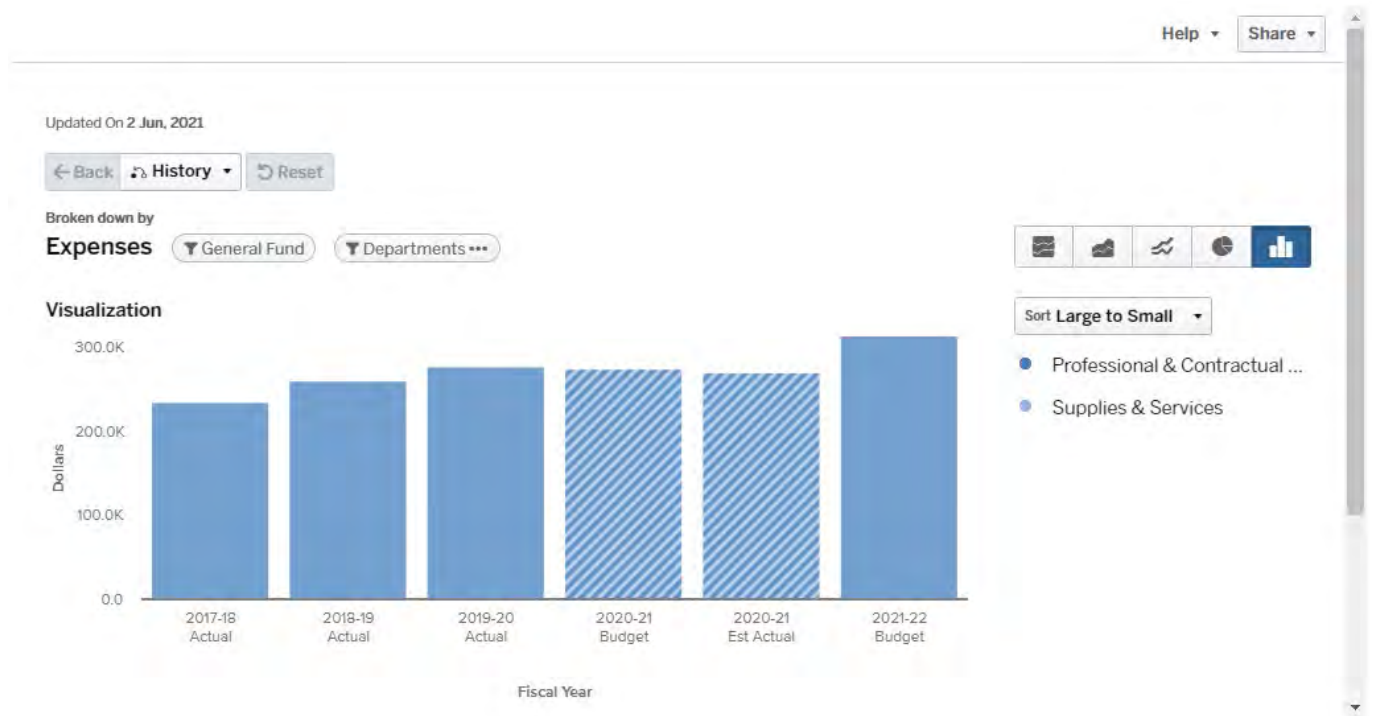 Help
Share
Updated On 2 Jun, 2021
Back
History
Reset
Broken down by
Expenses
General Fund
Departments •••
Visualization
Sort Large to Small
Professional & Contractual ...
Supplies & Services
300.0K
200.0K
100.0K
0.0
Dollars
2017-18
Actual
2018-19
Actual
2019-20
Actual
2020-21
Budget
2020-21
Est Actual
2021-22
Budget
Fiscal Year